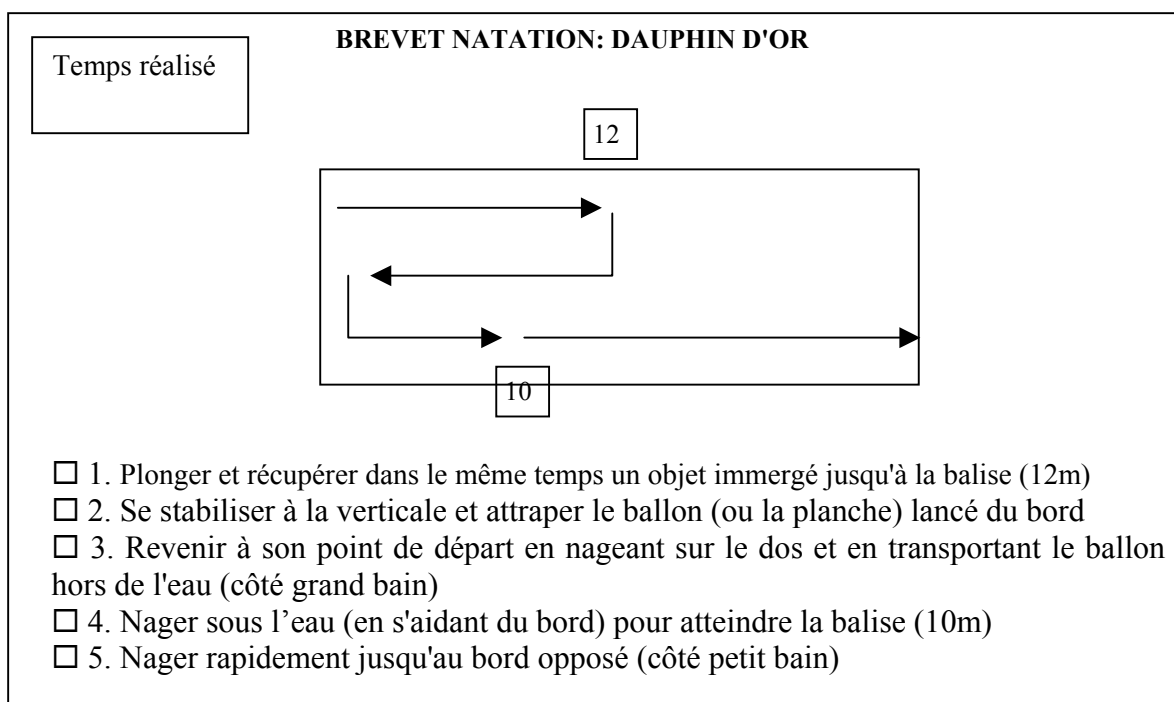 BREVET NATATION: DAUPHIN D'OR
Temps réalisé
12
10
☐ 1. Plonger et récupérer dans le même temps un objet immergé jusqu'à la balise (12m)
☐ 2. Se stabiliser à la verticale et attraper le ballon (ou la planche) lancé du bord
☐ 3. Revenir à son point de départ en nageant sur le dos et en transportant le ballon
hors de l'eau (côté grand bain)
☐ 4. Nager sous l’eau (en s'aidant du bord) pour atteindre la balise (10m)
☐ 5. Nager rapidement jusqu'au bord opposé (côté petit bain)